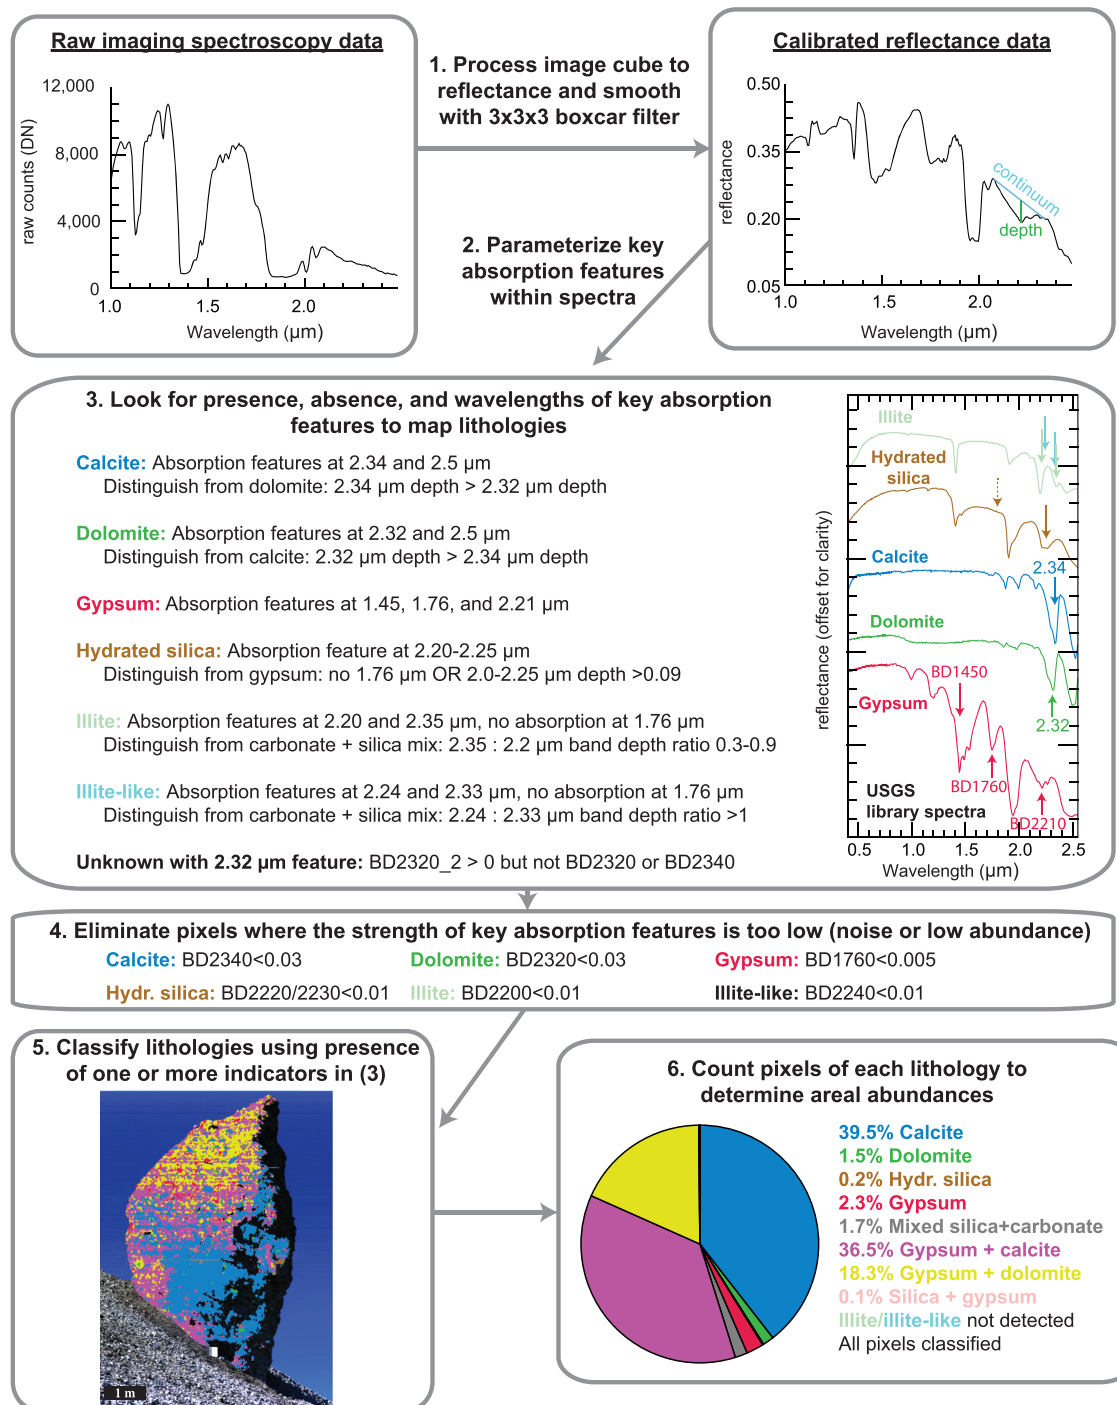 Raw imaging spectroscopy data
12,000
8,000
4,000
0
raw counts (DN)
1.0
1.5
2.0
Wavelength (µm)
1. Process image cube to
reflectance and smooth
with 3x3x3 boxcar filter
Calibrated reflectance data
0.50
0.35
0.20
0.05
reflectance
continuum
depth
1.0
1.5
2.0
Wavelength (µm)
2. Parameterize key
absorption features
within spectra
3. Look for presence, absence, and wavelengths of key absorption
features to map lithologies
Calcite: Absorption features at 2.34 and 2.5 µm
Distinguish from dolomite: 2.34 µm depth > 2.32 µm depth
Dolomite: Absorption features at 2.32 and 2.5 µm
Distinguish from calcite: 2.32 µm depth > 2.34 µm depth
Gypsum: Absorption features at 1.45, 1.76, and 2.21 µm
Hydrated silica: Absorption feature at 2.20-2.25 µm
Distinguish from gypsum: no 1.76 µm OR 2.0-2.25 µm depth >0.09
Illite: Absorption features at 2.20 and 2.35 µm, no absorption at 1.76 µm
Distinguish from carbonate + silica mix: 2.35 : 2.2 µm band depth ratio 0.3-0.9
Illite-like: Absorption features at 2.24 and 2.33 µm, no absorption at 1.76 µm
Distinguish from carbonate + silica mix: 2.24 : 2.33 µm band depth ratio >1
Unknown with 2.32 µm feature: BD2320_2 > 0 but not BD2320 or BD2340
reflectance (offset for clarity)
Illite
Hydrated
silica
Calcite
2.34
Dolomite
2.32
BD1450
Gypsum
BD1760
BD2210
USGS
library spectra
0.5
1.0
1.5
2.0
2.5
Wavelength (µm)
4. Eliminate pixels where the strength of key absorption features is too low (noise or low abundance)
Calcite: BD2340<0.03
Dolomite: BD2320<0.03
Gypsum: BD1760<0.005
Hydr. silica: BD2220/2230<0.01
Illite: BD2200<0.01
Illite-like: BD2240<0.01
5. Classify lithologies using presence
of one or more indicators in (3)
1 m
6. Count pixels of each lithology to
determine areal abundances
39.5% Calcite
1.5% Dolomite
0.2% Hydr. silica
2.3% Gypsum
1.7% Mixed silica+carbonate
36.5% Gypsum + calcite
18.3% Gypsum + dolomite
0.1% Silica + gypsum
Illite/illite-like not detected
All pixels classified